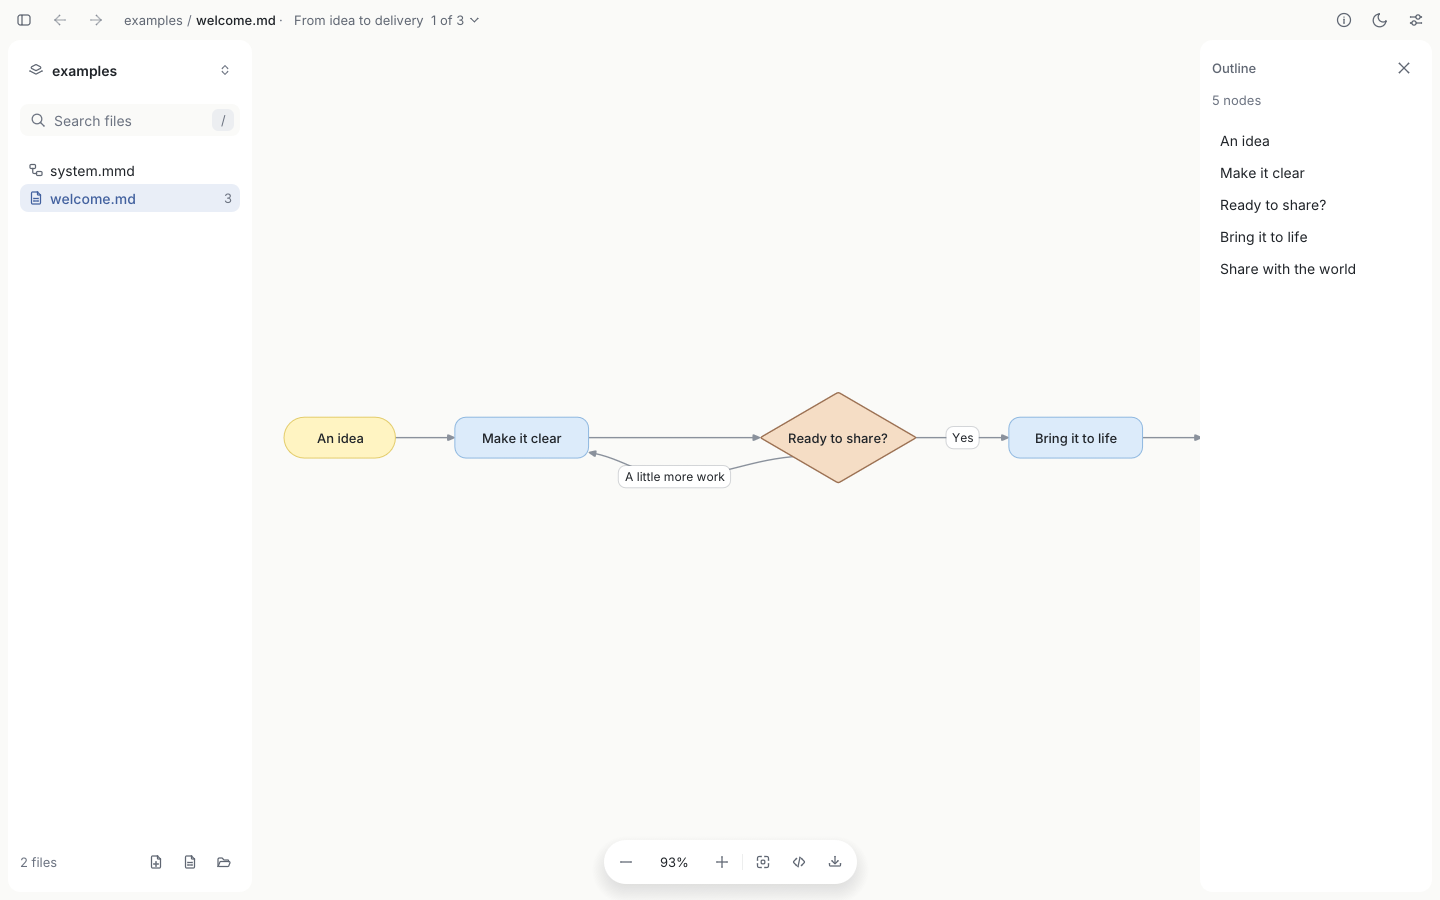 examples / welcome.md · From idea to delivery 1 of 3
examples
Search files /
system.mmd
welcome.md 3
2 files
An idea
Make it clear
Ready to share?
Yes
Bring it to life
A little more work
93%
Outline
5 nodes
An idea
Make it clear
Ready to share?
Bring it to life
Share with the world